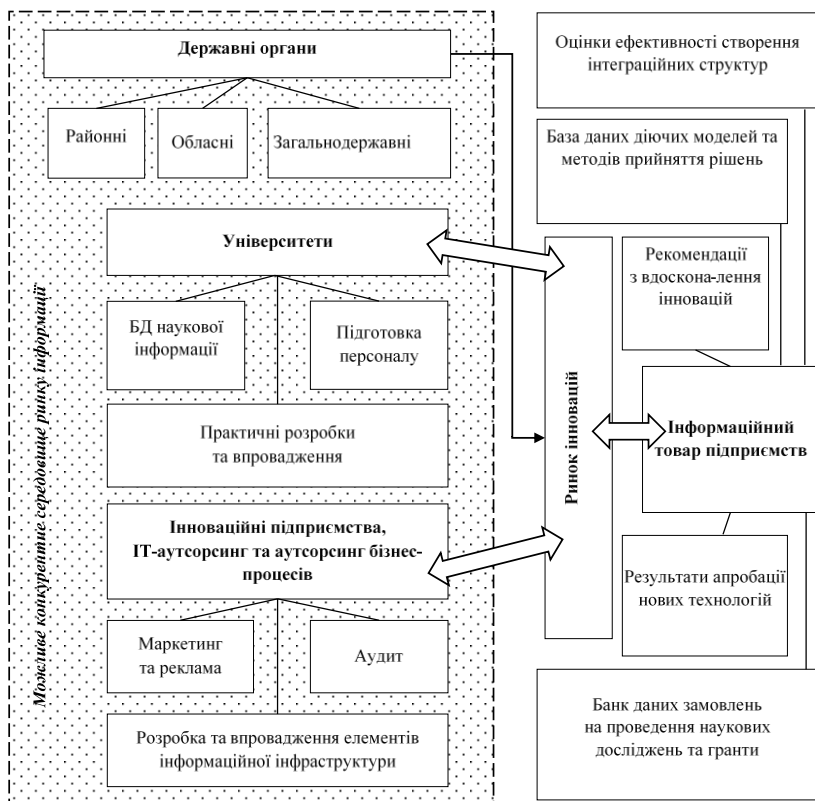 Державні органи
Районні
Обласні
Загальнодержавні
Університети
БД наукової
інформації
Підготовка
персоналу
Практичні розробки
та впровадження
Інноваційні підприємства,
ІТ-аутсорсинг та аутсорсинг бізнес-
процесів
Маркетинг
та реклама
Аудит
Розробка та впровадження елементів
інформаційної інфраструктури
Можливе конкурентне середовище ринку інформації
Ринок інновацій
Оцінки ефективності створення
інтеграційних структур
База даних діючих моделей та
методів прийняття рішень
Рекомендації
з вдоскона-лення
інновацій
Інформаційний
товар підприємств
Результати апробації
нових технологій
Банк даних замовлень
на проведення наукових
досліджень та гранти